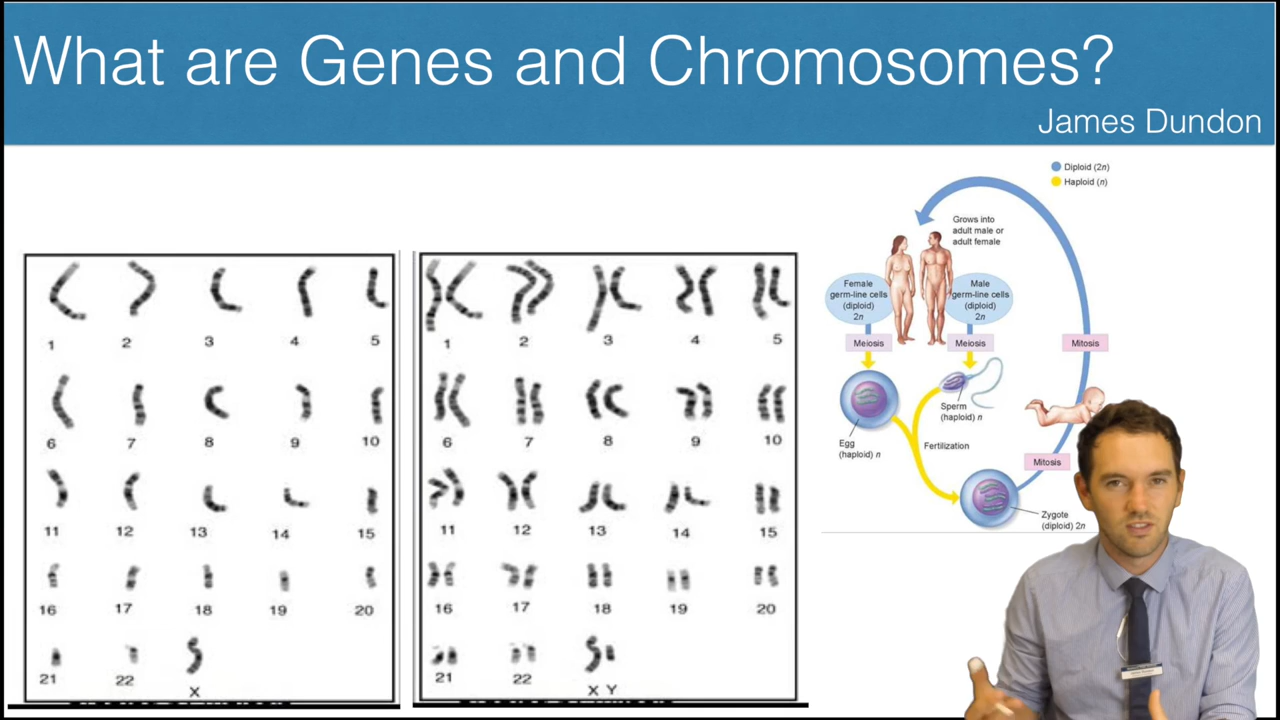 What are Genes and Chromosomes?
James Dundon
1 2 3 4 5
6 7 8 9 10
11 12 13 14 15
16 17 18 19 20
21 22 X
1 2 3 4 5
6 7 8 9 10
11 12 13 14 15
16 17 18 19 20
21 22 X Y
Diploid (2n)
Haploid (n)
Grows into
adult male or
adult female
Female
germ-line cells
(diploid)
2n
Male
germ-line cells
(diploid)
2n
Meiosis
Meiosis
Mitosis
Sperm
(haploid) n
Egg
(haploid) n
Fertilization
Mitosis
Zygote
(diploid) 2n